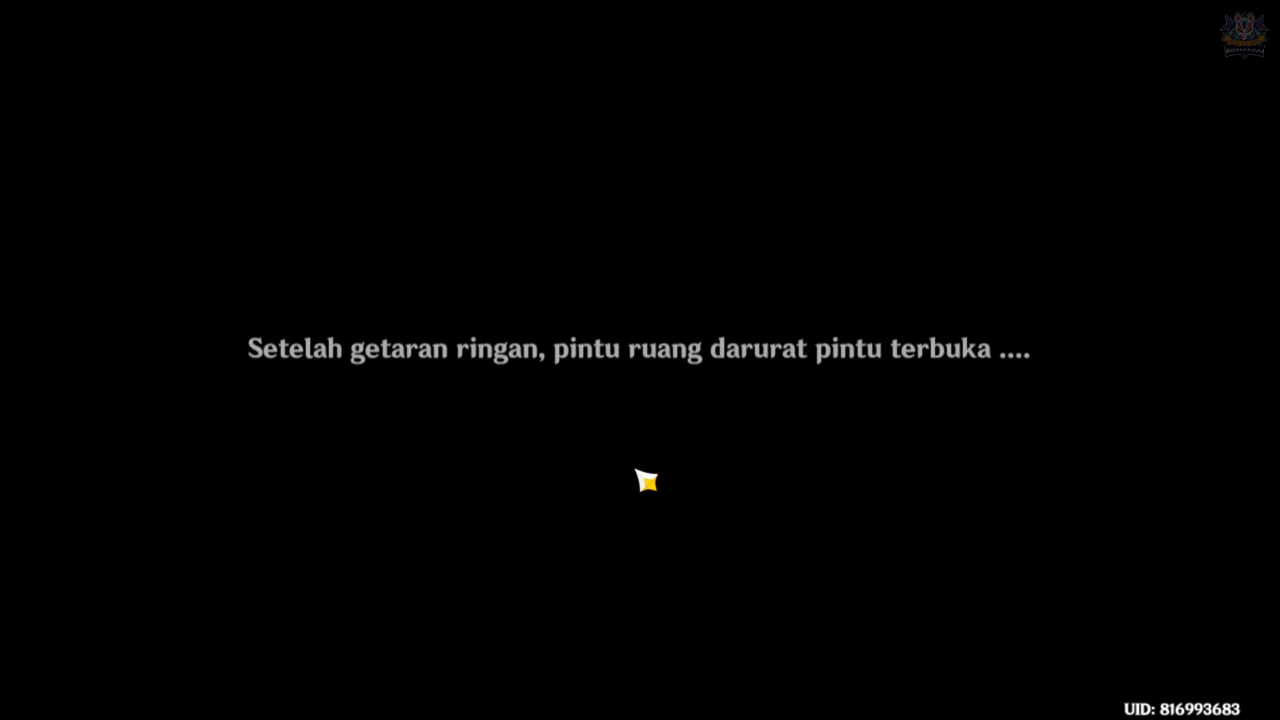 Setelah getaran ringan, pintu ruang darurat pintu terbuka ....
UID: 816993683